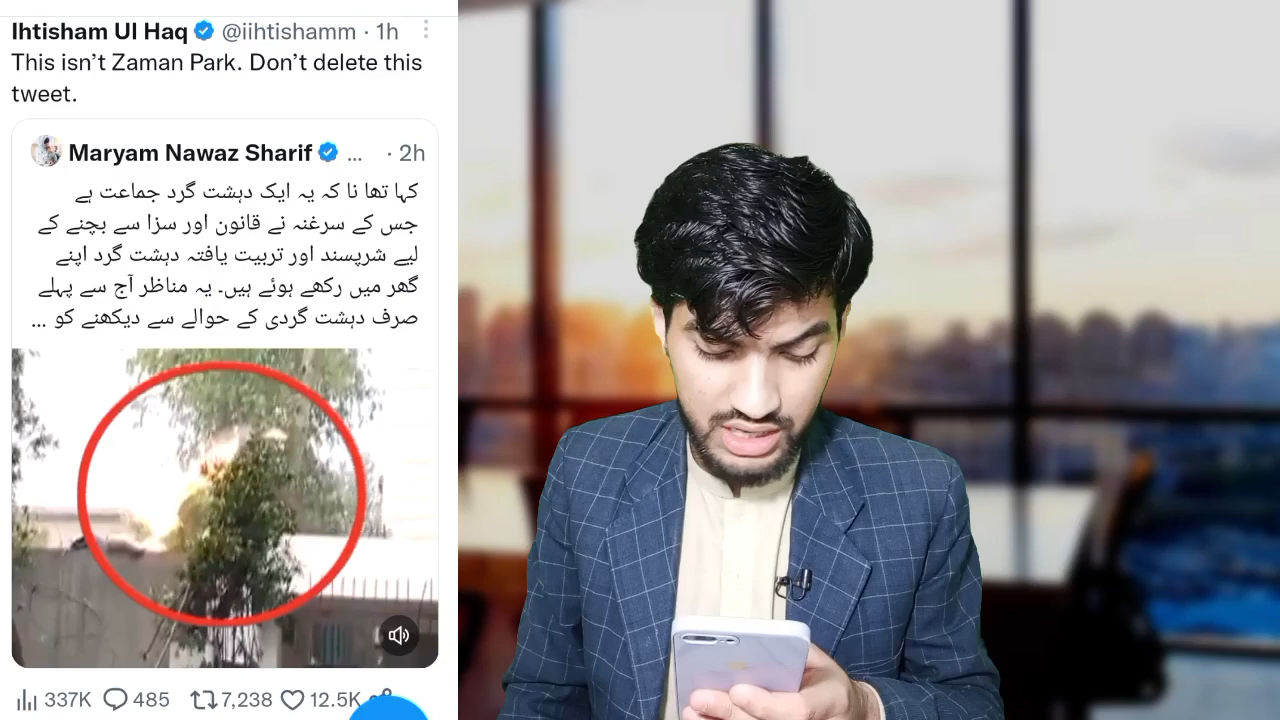 Ihtisham Ul Haq @iihtishamm · 1h
This isn’t Zaman Park. Don’t delete this
tweet.
Maryam Nawaz Sharif ... · 2h
کہا تھا نا کہ یہ ایک دہشت گرد جماعت ہے
جس کے سرغنہ نے قانون اور سزا سے بچنے کے
لیے شرپسند اور تربیت یافتہ دہشت گرد اپنے
گھر میں رکھے ہوئے ہیں۔ یہ مناظر آج سے پہلے
صرف دہشت گردی کے حوالے سے دیکھنے کو ...
337K 485 7,238 12.5K